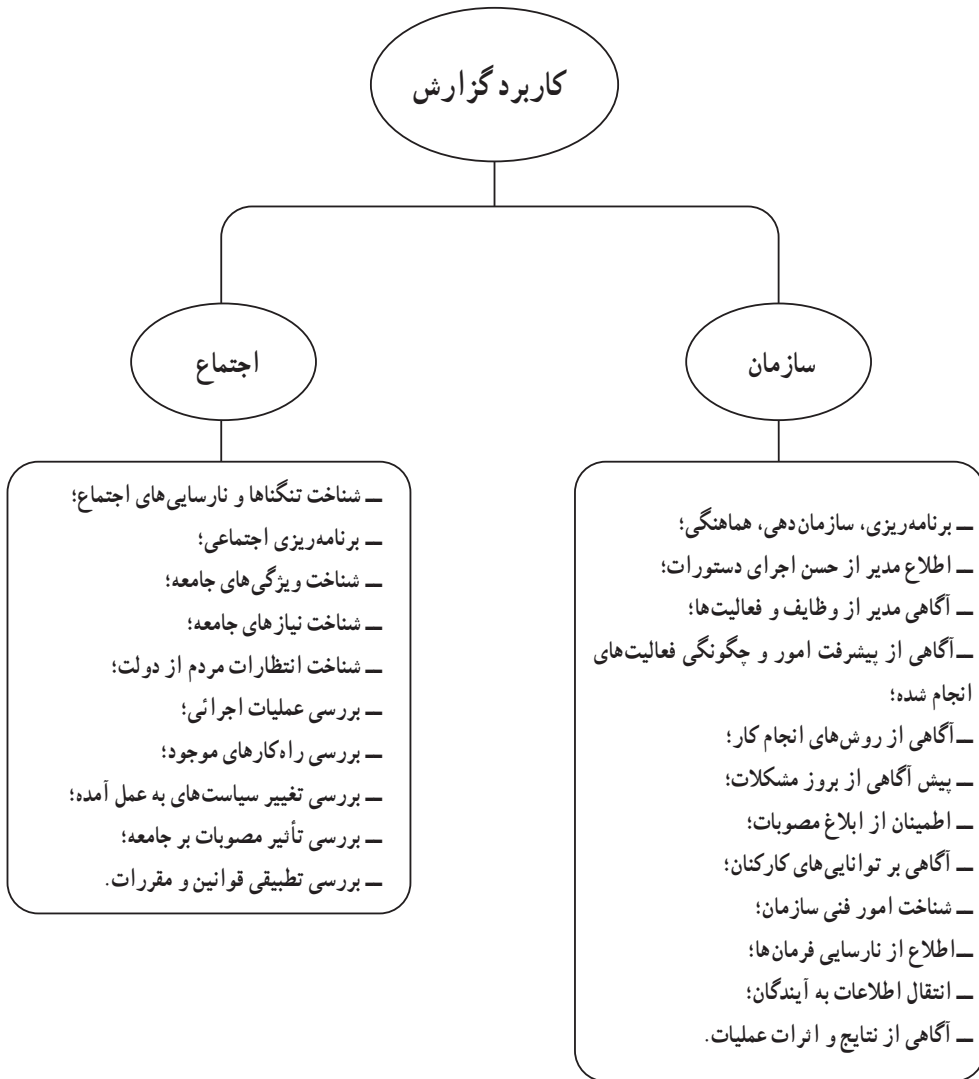 کاربرد گزارش
سازمان
ــ برنامه‌ریزی، سازمان‌دهی، هماهنگی؛
ــ اطلاع مدیر از حسن اجرای دستورات؛
ــ آگاهی مدیر از وظایف و فعالیت‌ها؛
ــ آگاهی از پیشرفت امور و چگونگی فعالیت‌های
انجام شده؛
ــ آگاهی از روش‌های انجام کار؛
ــ پیش آگاهی از بروز مشکلات؛
ــ اطمینان از ابلاغ مصوبات؛
ــ آگاهی بر توانایی‌های کارکنان؛
ــ شناخت امور فنی سازمان؛
ــ اطلاع از نارسایی فرمان‌ها؛
ــ انتقال اطلاعات به آیندگان؛
ــ آگاهی از نتایج و اثرات عملیات.
اجتماع
ــ شناخت تنگناها و نارسایی‌های اجتماع؛
ــ برنامه‌ریزی اجتماعی؛
ــ شناخت ویژگی‌های جامعه؛
ــ شناخت نیازهای جامعه؛
ــ شناخت انتظارات مردم از دولت؛
ــ بررسی عملیات اجرائی؛
ــ بررسی راه‌کارهای موجود؛
ــ بررسی تغییر سیاست‌های به عمل آمده؛
ــ بررسی تأثیر مصوبات بر جامعه؛
ــ بررسی تطبیقی قوانین و مقررات.